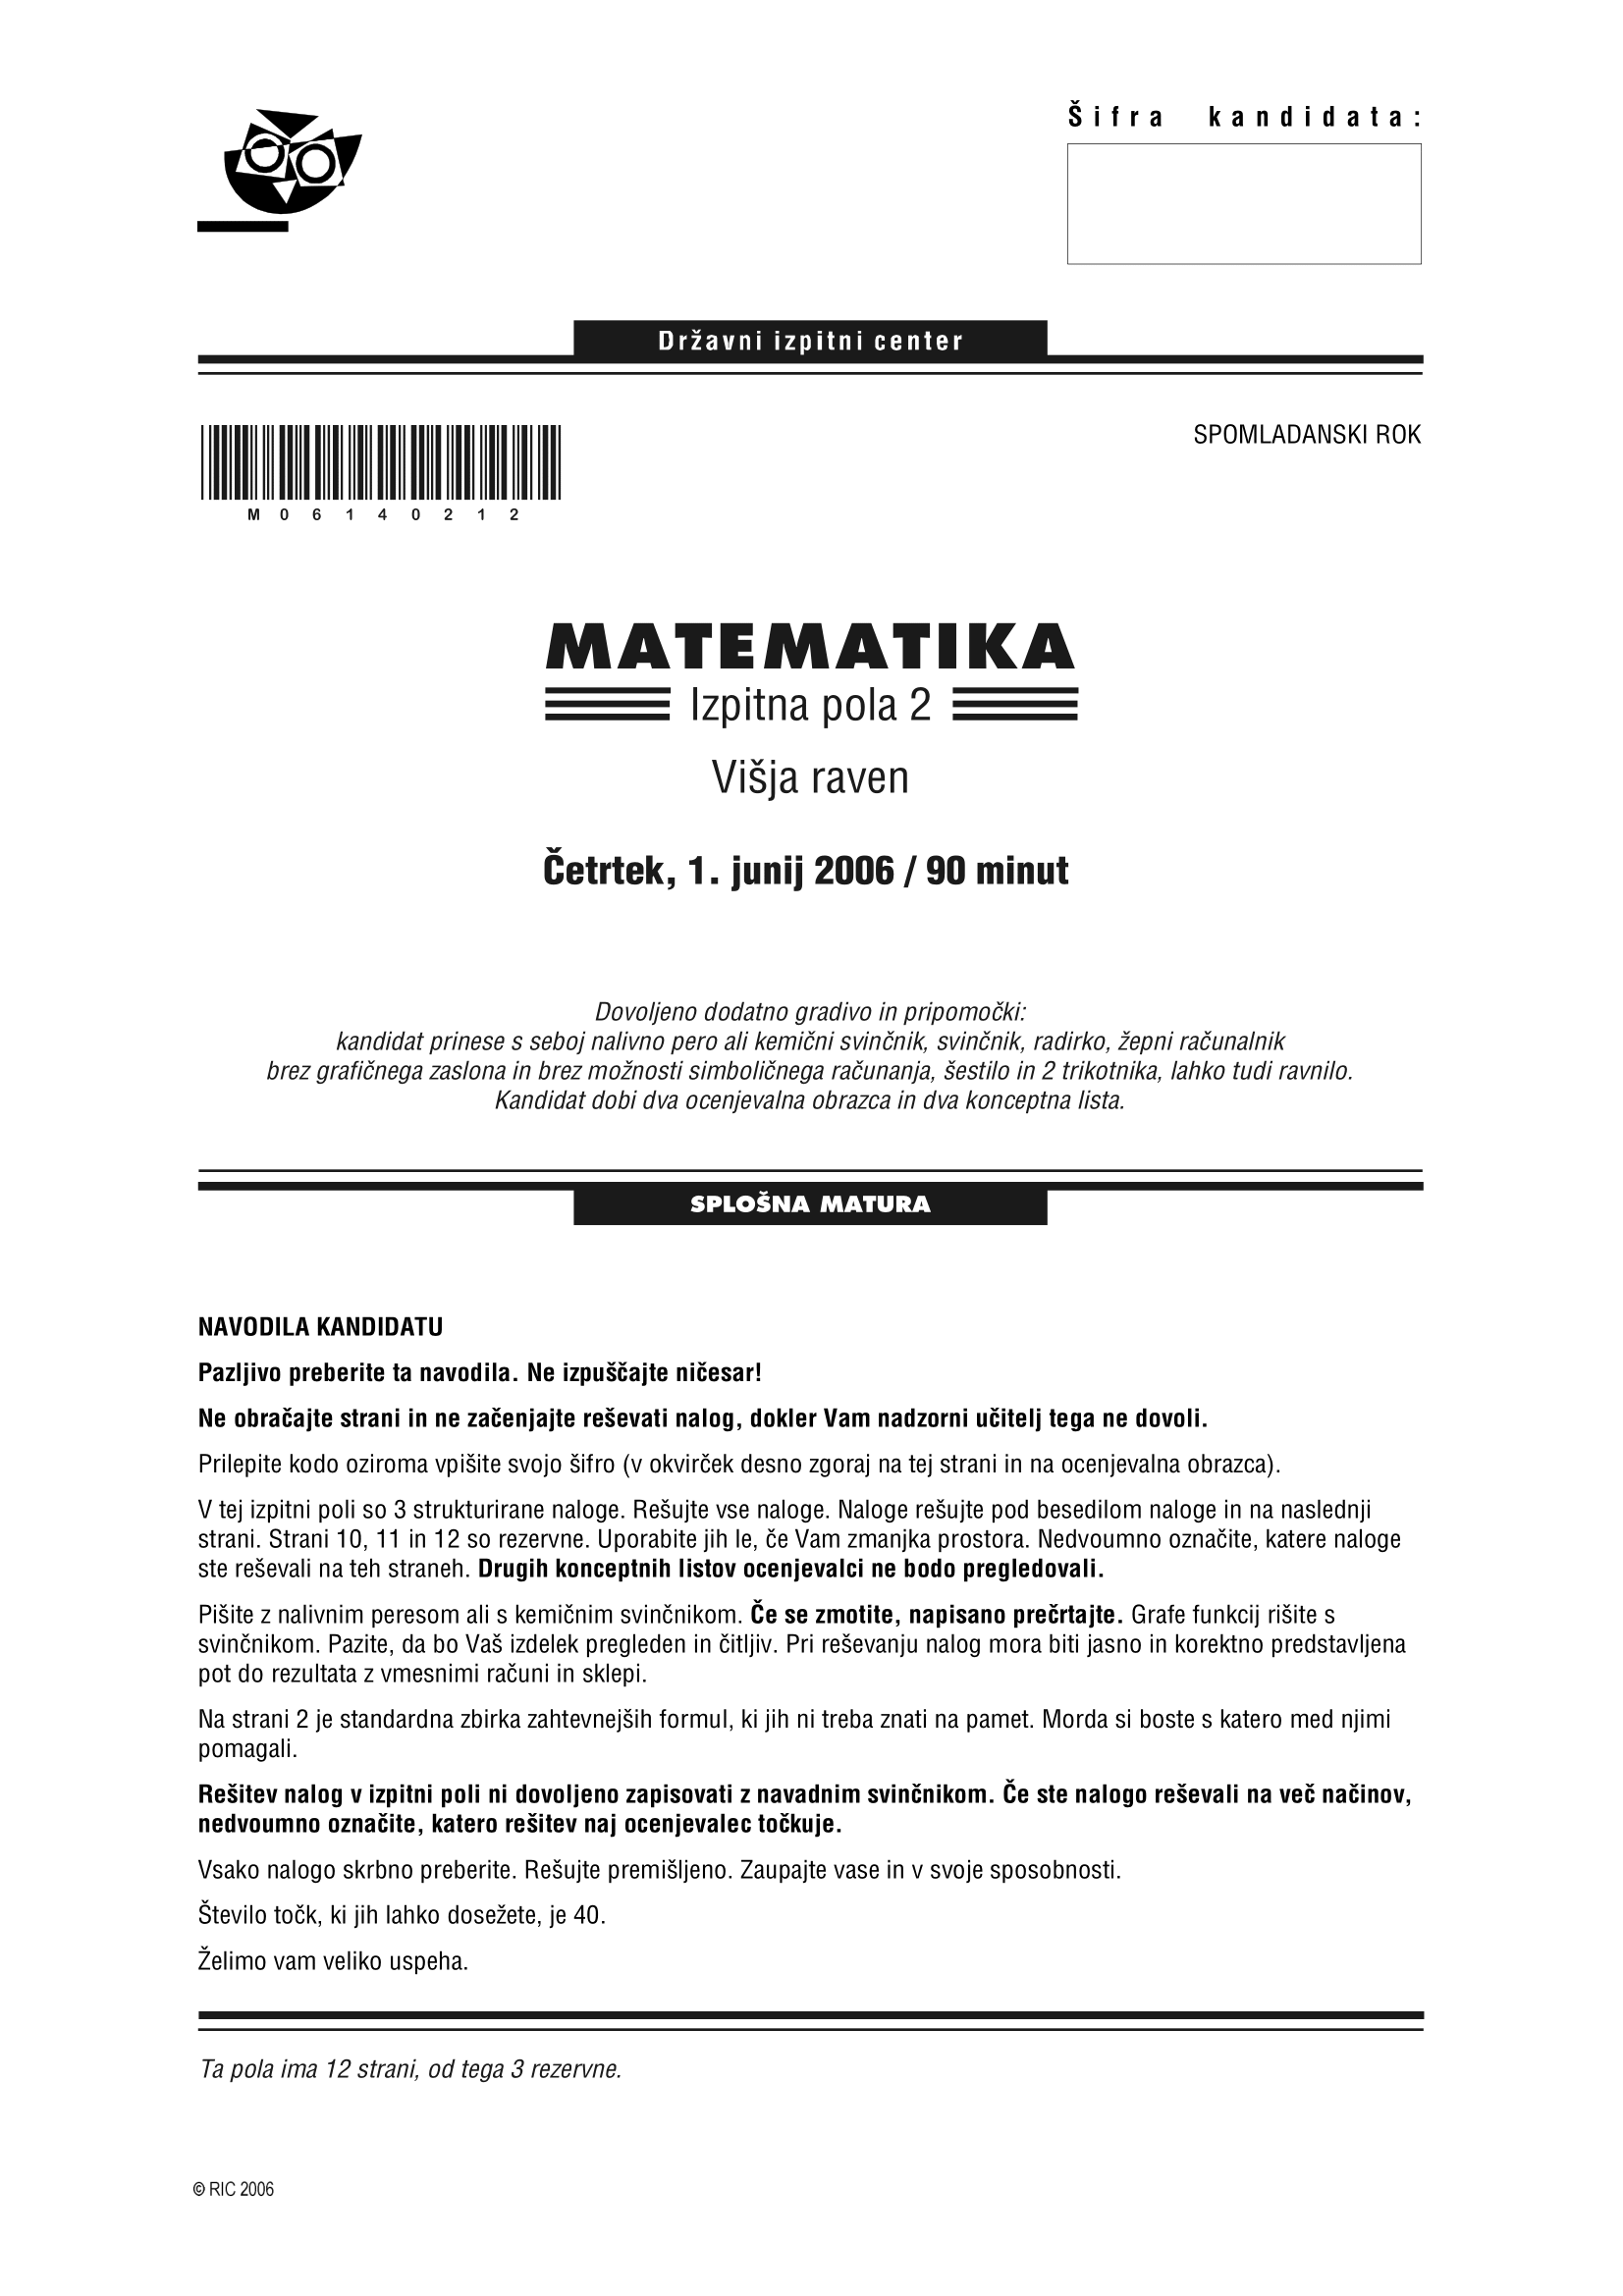 Šifra kandidata:
Državni izpitni center
SPOMLADANSKI ROK
M06140212
MATEMATIKA
Izpitna pola 2
Višja raven
Četrtek, 1. junij 2006 / 90 minut
Dovoljeno dodatno gradivo in pripomočki:
kandidat prinese s seboj nalivno pero ali kemični svinčnik, svinčnik, radirko, žepni računalnik
brez grafičnega zaslona in brez možnosti simboličnega računanja, šestilo in 2 trikotnika, lahko tudi ravnilo.
Kandidat dobi dva ocenjevalna obrazca in dva konceptna lista.
SPLOŠNA MATURA
NAVODILA KANDIDATU
Pazljivo preberite ta navodila. Ne izpuščajte ničesar!
Ne obračajte strani in ne začenjajte reševati nalog, dokler Vam nadzorni učitelj tega ne dovoli.
Prilepite kodo oziroma vpišite svojo šifro (v okvirček desno zgoraj na tej strani in na ocenjevalna obrazca).
V tej izpitni poli so 3 strukturirane naloge. Rešujte vse naloge. Naloge rešujte pod besedilom naloge in na naslednji
strani. Strani 10, 11 in 12 so rezervne. Uporabite jih le, če Vam zmanjka prostora. Nedvoumno označite, katere naloge
ste reševali na teh straneh. Drugih konceptnih listov ocenjevalci ne bodo pregledovali.
Pišite z nalivnim peresom ali s kemičnim svinčnikom. Če se zmotite, napisano prečrtajte. Grafe funkcij rišite s
svinčnikom. Pazite, da bo Vaš izdelek pregleden in čitljiv. Pri reševanju nalog mora biti jasno in korektno predstavljena
pot do rezultata z vmesnimi računi in sklepi.
Na strani 2 je standardna zbirka zahtevnejših formul, ki jih ni treba znati na pamet. Morda si boste s katero med njimi
pomagali.
Rešitev nalog v izpitni poli ni dovoljeno zapisovati z navadnim svinčnikom. Če ste nalogo reševali na več načinov,
nedvoumno označite, katero rešitev naj ocenjevalec točkuje.
Vsako nalogo skrbno preberite. Rešujte premišljeno. Zaupajte vase in v svoje sposobnosti.
Število točk, ki jih lahko dosežete, je 40.
Želimo vam veliko uspeha.
Ta pola ima 12 strani, od tega 3 rezervne.
© RIC 2006